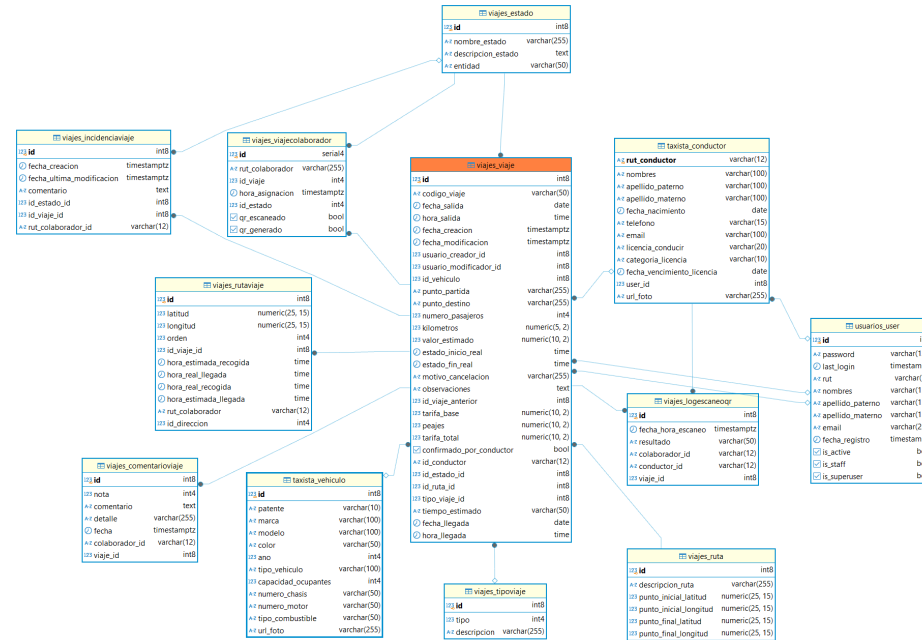 viajes_estado
id int8
nombre_estado varchar(255)
descripcion_estado text
entidad varchar(50)
viajes_incidenciaviaje
id int8
fecha_creacion timestamptz
fecha_ultima_modificacion timestamptz
comentario text
id_estado_id int8
id_viaje_id int8
rut_colaborador_id varchar(12)
viajes_viajecolaborador
id serial4
rut_colaborador varchar(255)
id_viaje int4
hora_asignacion timestamptz
id_estado int4
qr_escaneado bool
qr_generado bool
viajes_viaje
id int8
codigo_viaje varchar(50)
fecha_salida date
hora_salida time
fecha_creacion timestamptz
fecha_modificacion timestamptz
usuario_creador_id int8
usuario_modificador_id int8
id_vehiculo int8
punto_partida varchar(255)
punto_destino varchar(255)
numero_pasajeros int4
kilometros numeric(5, 2)
valor_estimado numeric(10, 2)
estado_inicio_real time
estado_fin_real time
motivo_cancelacion varchar(255)
observaciones text
id_viaje_anterior int8
tarifa_base numeric(10, 2)
peajes numeric(10, 2)
tarifa_total numeric(10, 2)
confirmado_por_conductor bool
id_conductor varchar(12)
id_estado_id int8
id_ruta_id int8
tipo_viaje_id int8
tiempo_estimado varchar(50)
fecha_llegada date
hora_llegada time
taxista_conductor
rut_conductor varchar(12)
nombres varchar(100)
apellido_paterno varchar(100)
apellido_materno varchar(100)
fecha_nacimiento date
telefono varchar(15)
email varchar(100)
licencia_conducir varchar(20)
categoria_licencia varchar(10)
fecha_vencimiento_licencia date
user_id int8
url_foto varchar(255)
viajes_rutaviaje
id int8
latitud numeric(25, 15)
longitud numeric(25, 15)
orden int4
id_viaje_id int8
hora_estimada_recogida time
hora_real_llegada time
hora_real_recogida time
hora_estimada_llegada time
rut_colaborador varchar(12)
id_direccion int4
usuarios_user
id
password varchar(1
last_login timestam
rut varchar(
nombres varchar(1
apellido_paterno varchar(1
apellido_materno varchar(1
email varchar(2
fecha_registro timestam
is_active
is_staff
is_superuser
viajes_logescaneoqr
id int8
fecha_hora_escaneo timestamptz
resultado varchar(50)
colaborador_id varchar(12)
conductor_id varchar(12)
viaje_id int8
viajes_comentarioviaje
id int8
nota int4
comentario text
detalle varchar(255)
fecha timestamptz
colaborador_id varchar(12)
viaje_id int8
taxista_vehiculo
id int8
patente varchar(10)
marca varchar(100)
modelo varchar(100)
color varchar(50)
ano int4
tipo_vehiculo varchar(100)
capacidad_ocupantes int4
numero_chasis varchar(50)
numero_motor varchar(50)
tipo_combustible varchar(50)
url_foto varchar(255)
viajes_tipoviaje
id int8
tipo int4
descripcion varchar(255)
viajes_ruta
id int8
descripcion_ruta varchar(255)
punto_inicial_latitud numeric(25, 15)
punto_inicial_longitud numeric(25, 15)
punto_final_latitud numeric(25, 15)
punto_final_longitud numeric(25, 15)